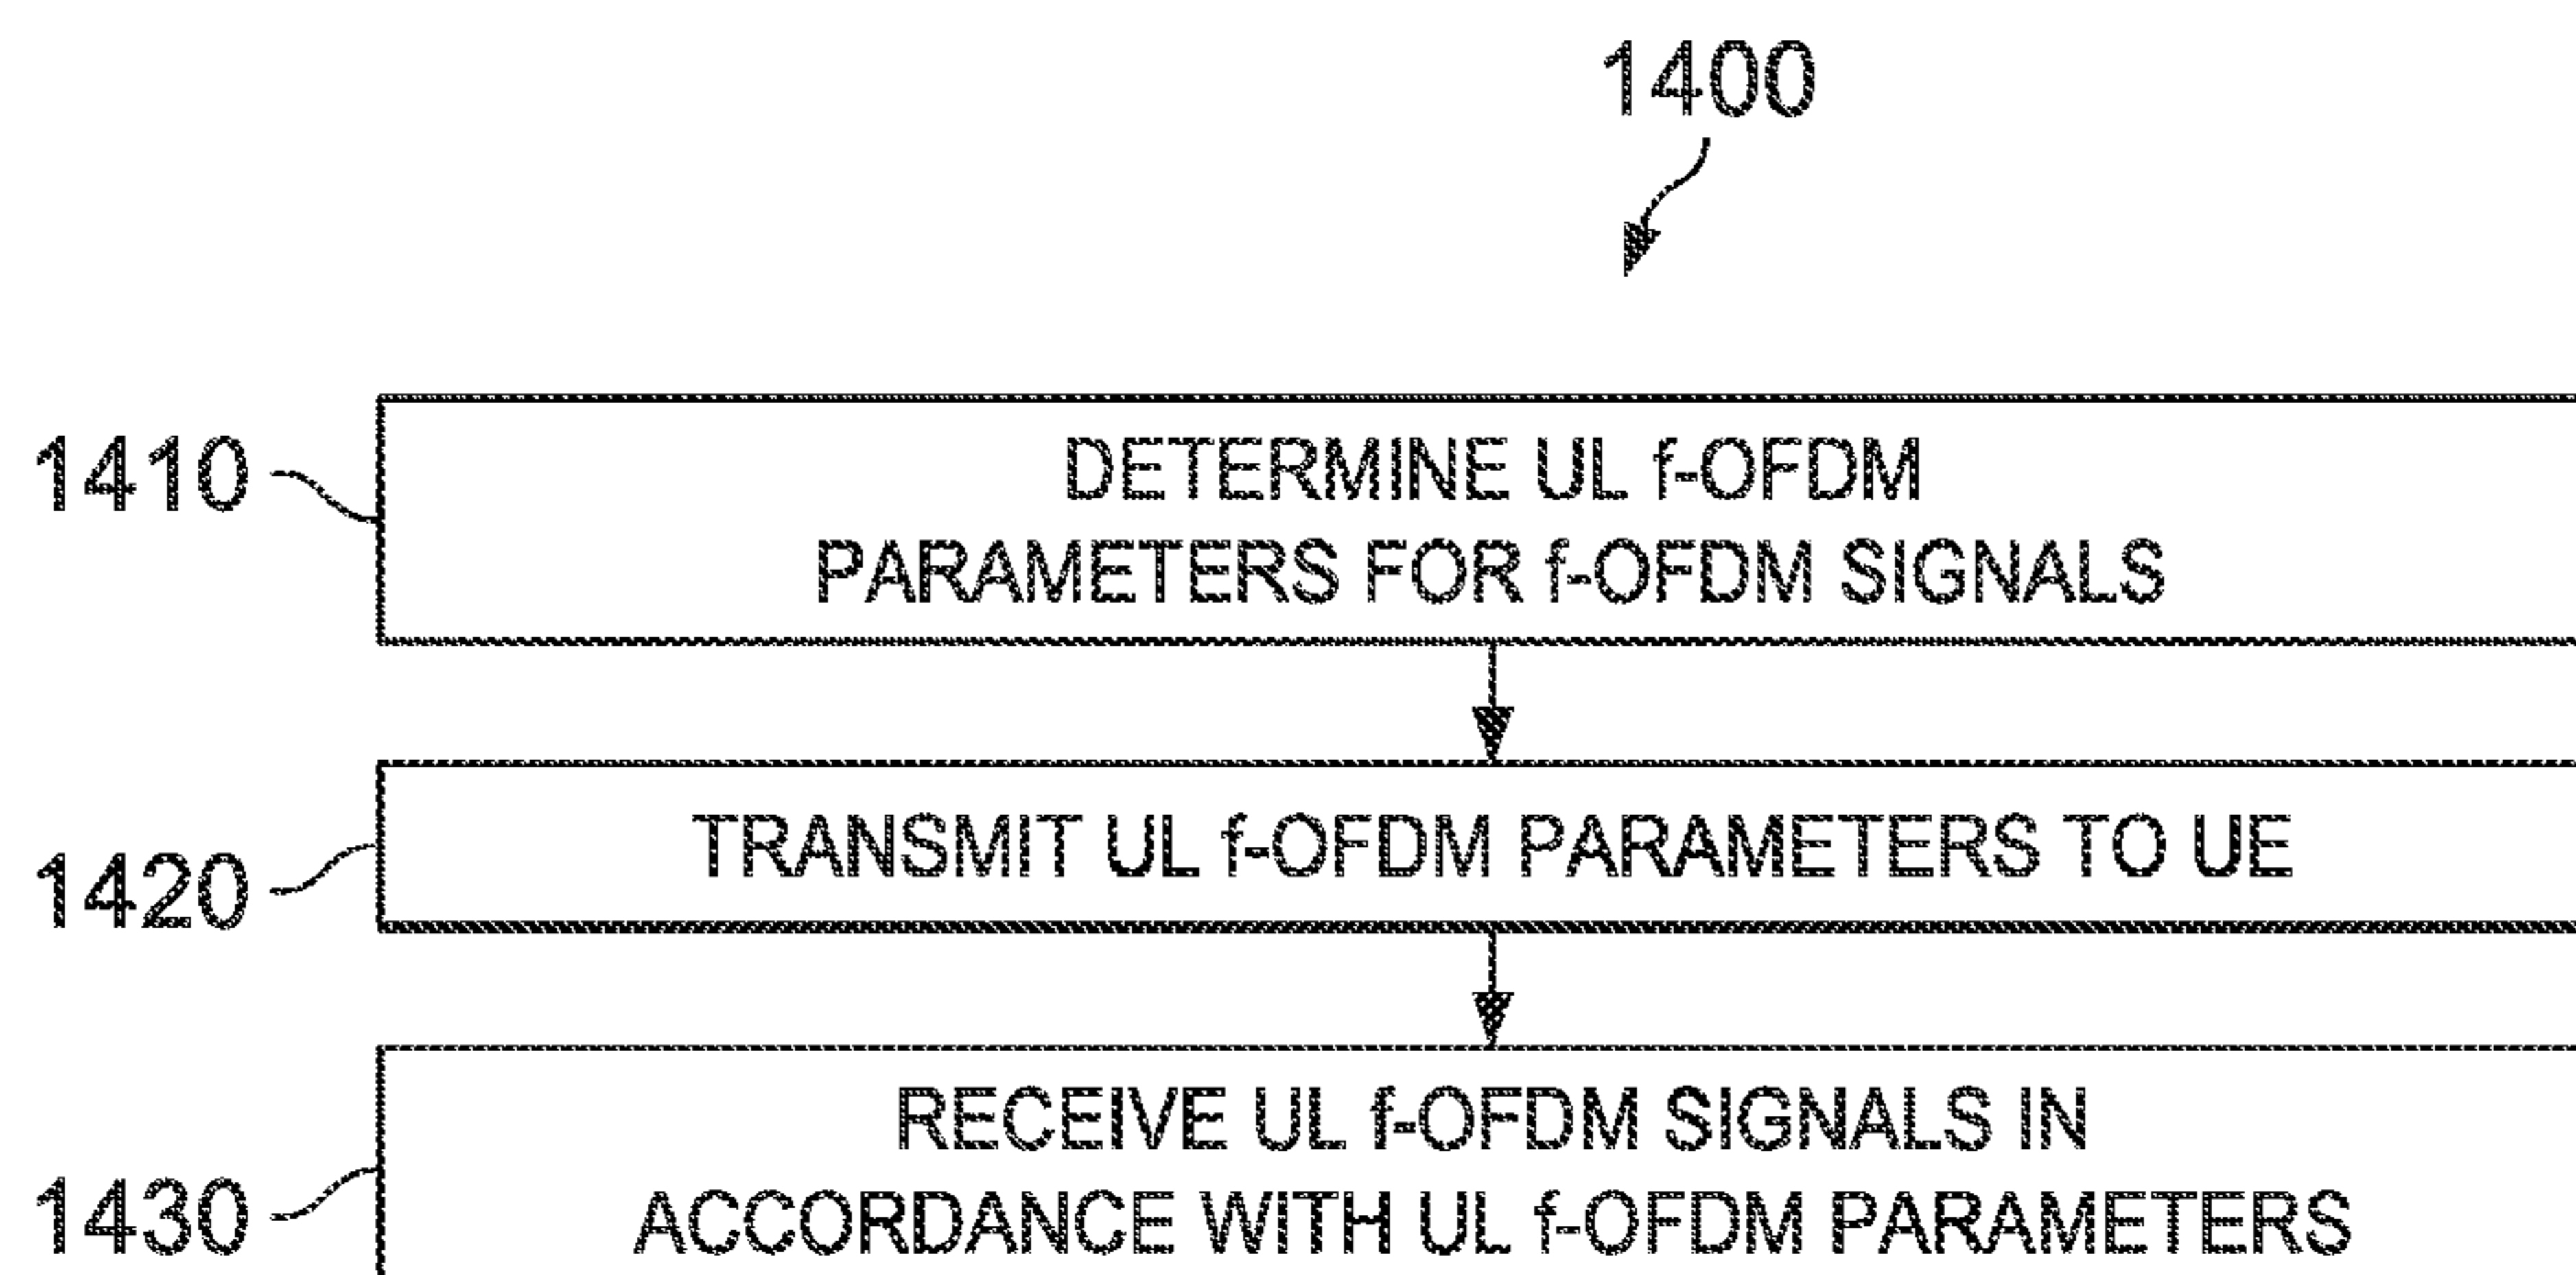 1400
1410
DETERMINE UL f-OFDM
PARAMETERS FOR f-OFDM SIGNALS
1420
TRANSMIT UL f-OFDM PARAMETERS TO UE
1430
RECEIVE UL f-OFDM SIGNALS IN
ACCORDANCE WITH UL f-OFDM PARAMETERS